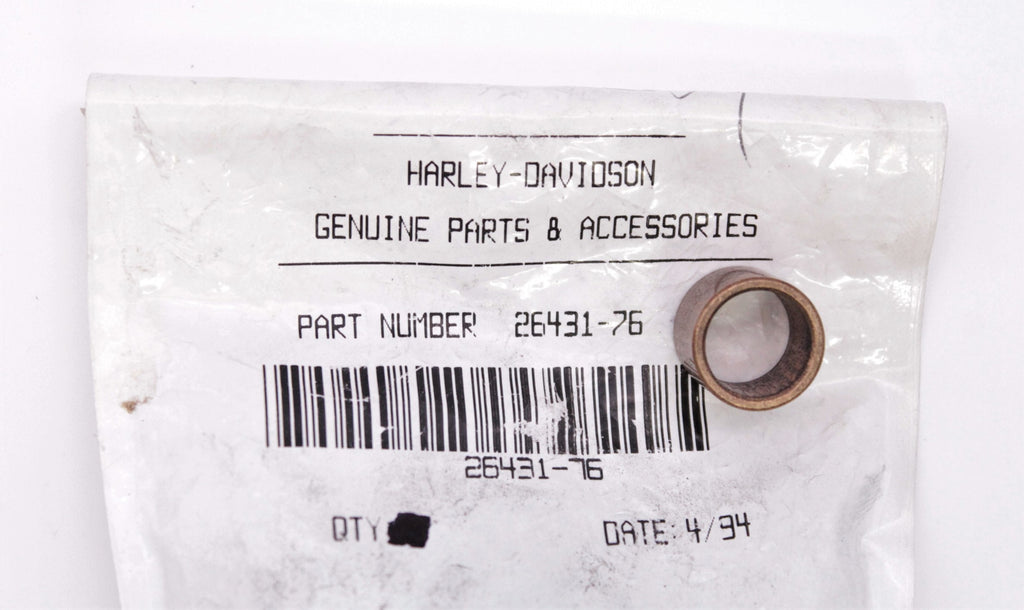 HARLEY-DAVIDSON
GENUINE PARTS & ACCESSORIES
PART NUMBER 26431-76
26431-76
QTY
DATE: 4/94